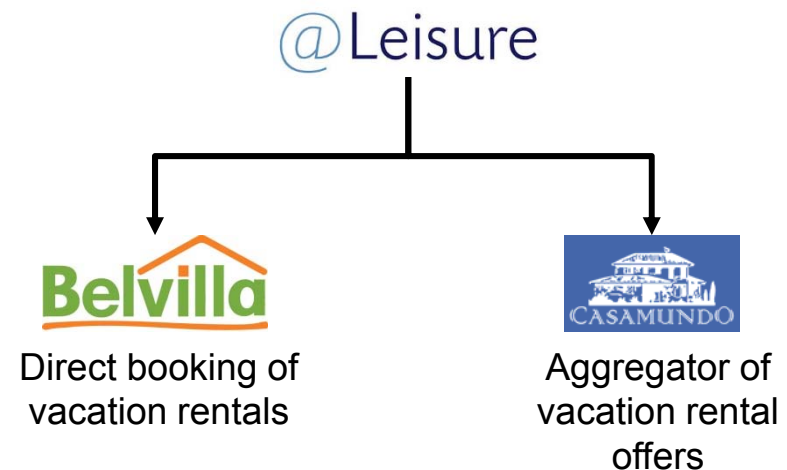 @Leisure
Belvilla
CASAMUNDO
Direct booking of
vacation rentals
Aggregator of
vacation rental
offers